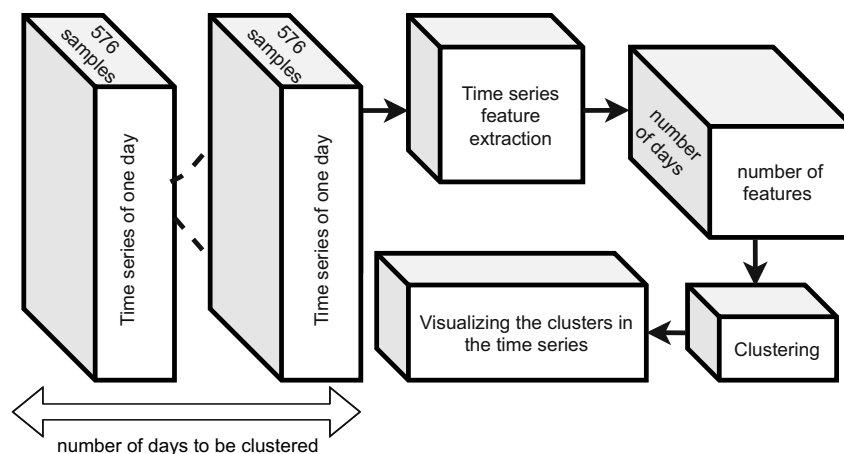 576
samples
Time series of one day
576
samples
Time series of one day
number of days to be clustered
Time series
feature
extraction
number
of days
number of
features
Clustering
Visualizing the clusters in
the time series